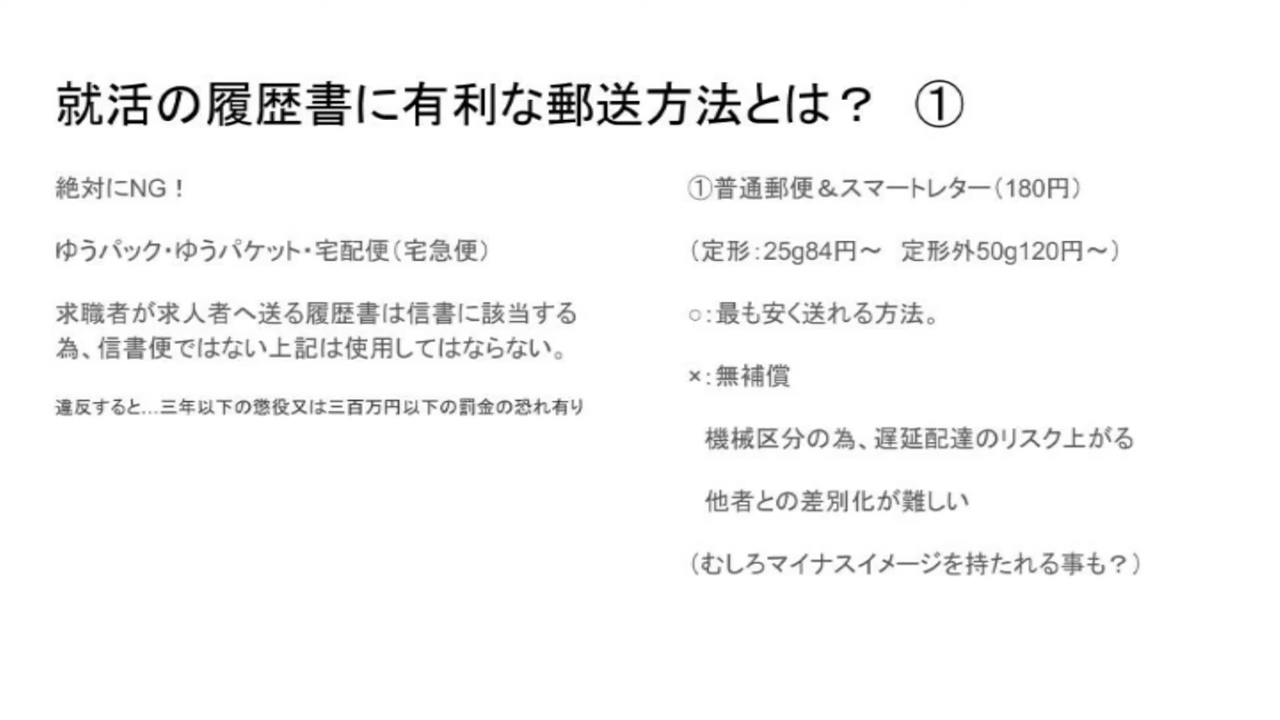 就活の履歴書に有利な郵送方法とは？ ①
絶対にNG！
ゆうパック・ゆうパケット・宅配便（宅急便）
求職者が求人者へ送る履歴書は信書に該当する
為、信書便ではない上記は使用してはならない。
違反すると…三年以下の懲役又は三百万円以下の罰金の恐れ有り
①普通郵便＆スマートレター（180円）
（定形：25g84円～ 定形外50g120円～）
○：最も安く送れる方法。
×：無補償
機械区分の為、遅延配達のリスク上がる
他者との差別化が難しい
（むしろマイナスイメージを持たれる事も？）